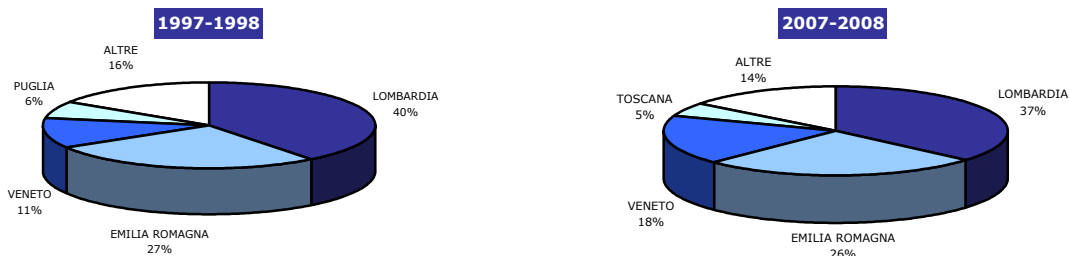 1997-1998
ALTRE
16%
PUGLIA
6%
LOMBARDIA
40%
VENETO
11%
EMILIA ROMAGNA
27%
2007-2008
ALTRE
14%
TOSCANA
5%
LOMBARDIA
37%
VENETO
18%
EMILIA ROMAGNA
26%